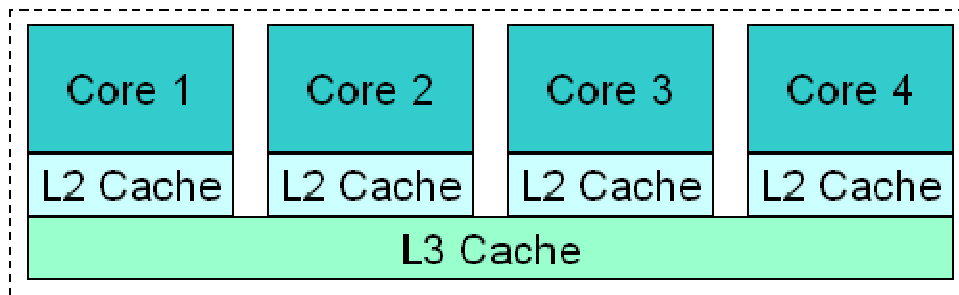 Core 1 Core 2 Core 3 Core 4
L2 Cache L2 Cache L2 Cache L2 Cache
L3 Cache